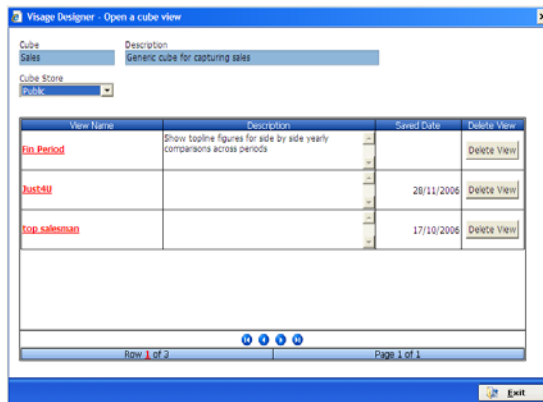 Visage Designer - Open a cube view
Cube Description
Sales Generic cube for capturing sales
Cube Store
Public
View Name Description Saved Date Delete View
Fin Period Show topline figures for side by side yearly comparisons across periods Delete View
Just4U 28/11/2006 Delete View
top salesman 17/10/2006 Delete View
Row 1 of 3 Page 1 of 1
Exit